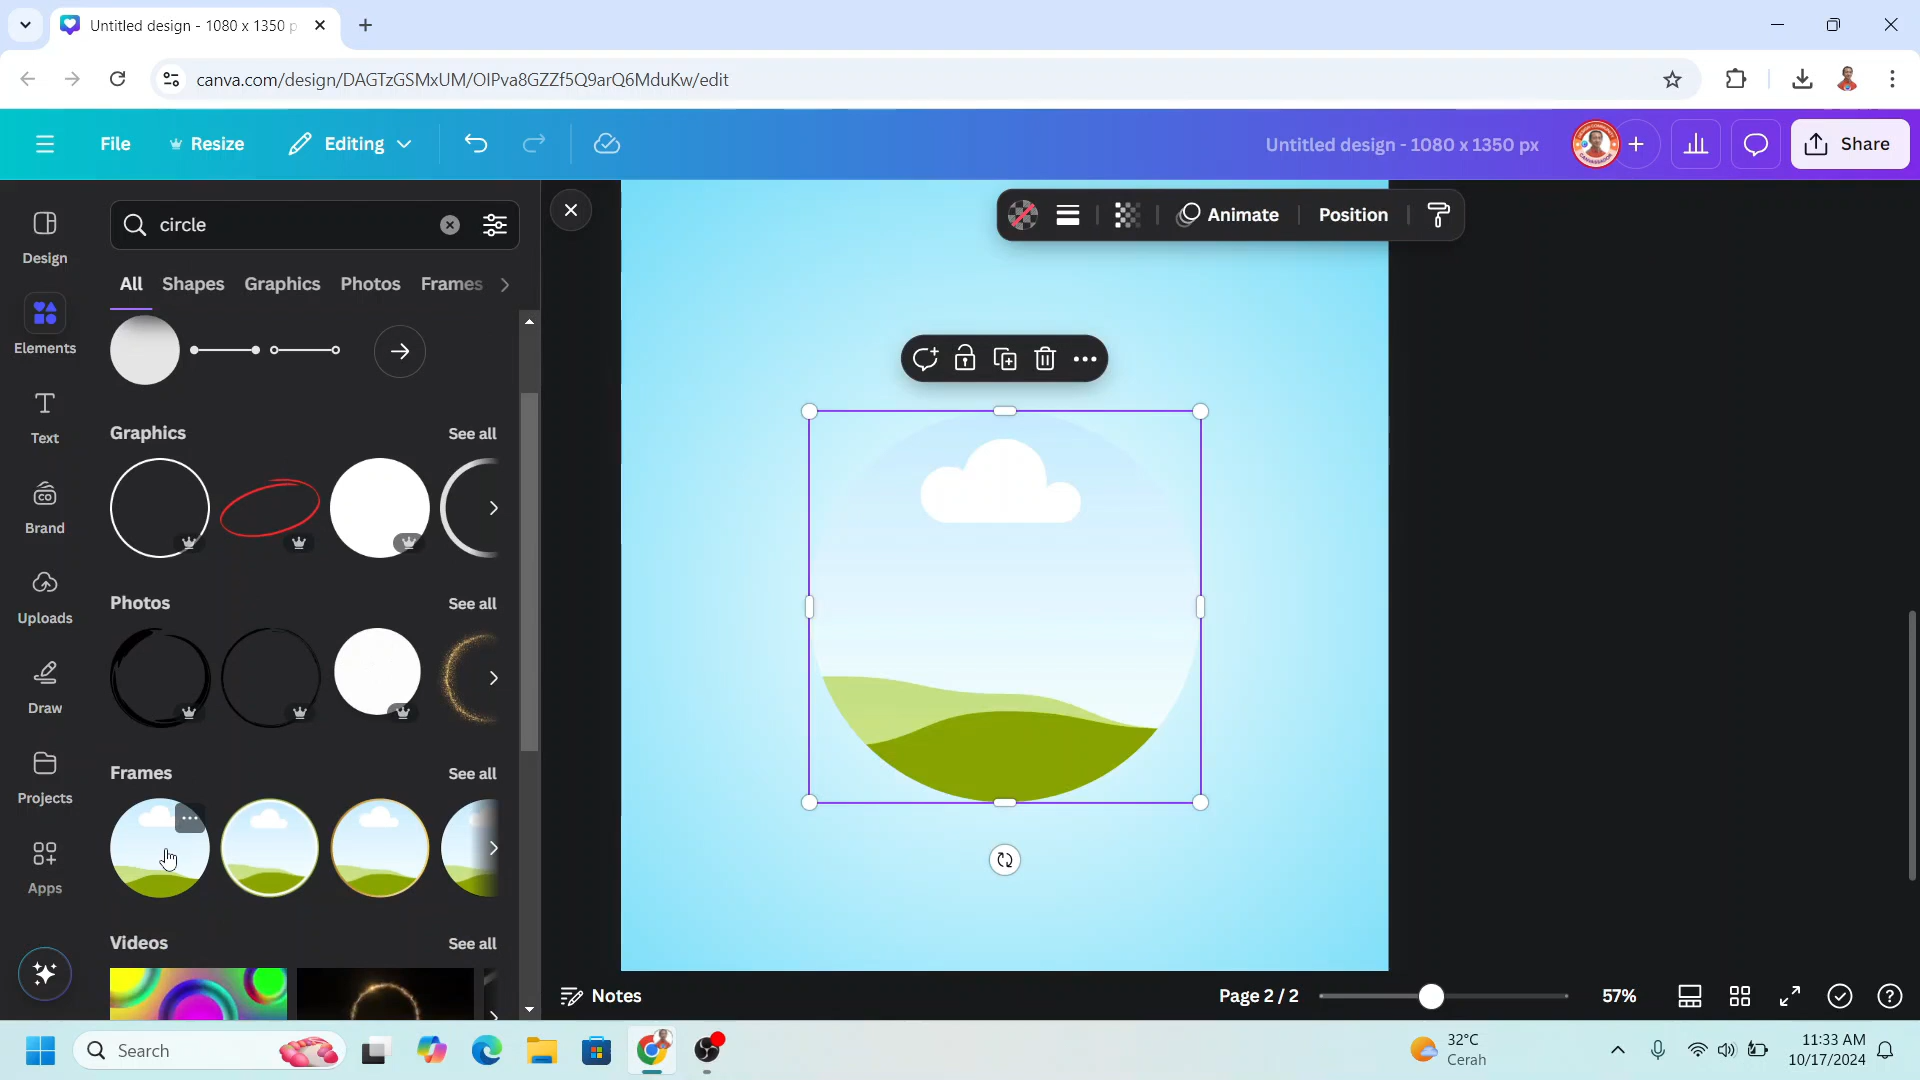 Untitled design - 1080 x 1350 p
canva.com/design/DAGTzGSMxUM/OIPva8GZZf5Q9arQ6MduKw/edit
File
Resize
Editing
Untitled design - 1080 x 1350 px
Share
Design
Elements
Text
Brand
Uploads
Draw
Projects
Apps
circle
All
Shapes
Graphics
Photos
Frames
Graphics
See all
Photos
See all
Frames
See all
Videos
See all
Animate
Position
Notes
Page 2 / 2
57%
Search
32°C
Cerah
11:33 AM
10/17/2024